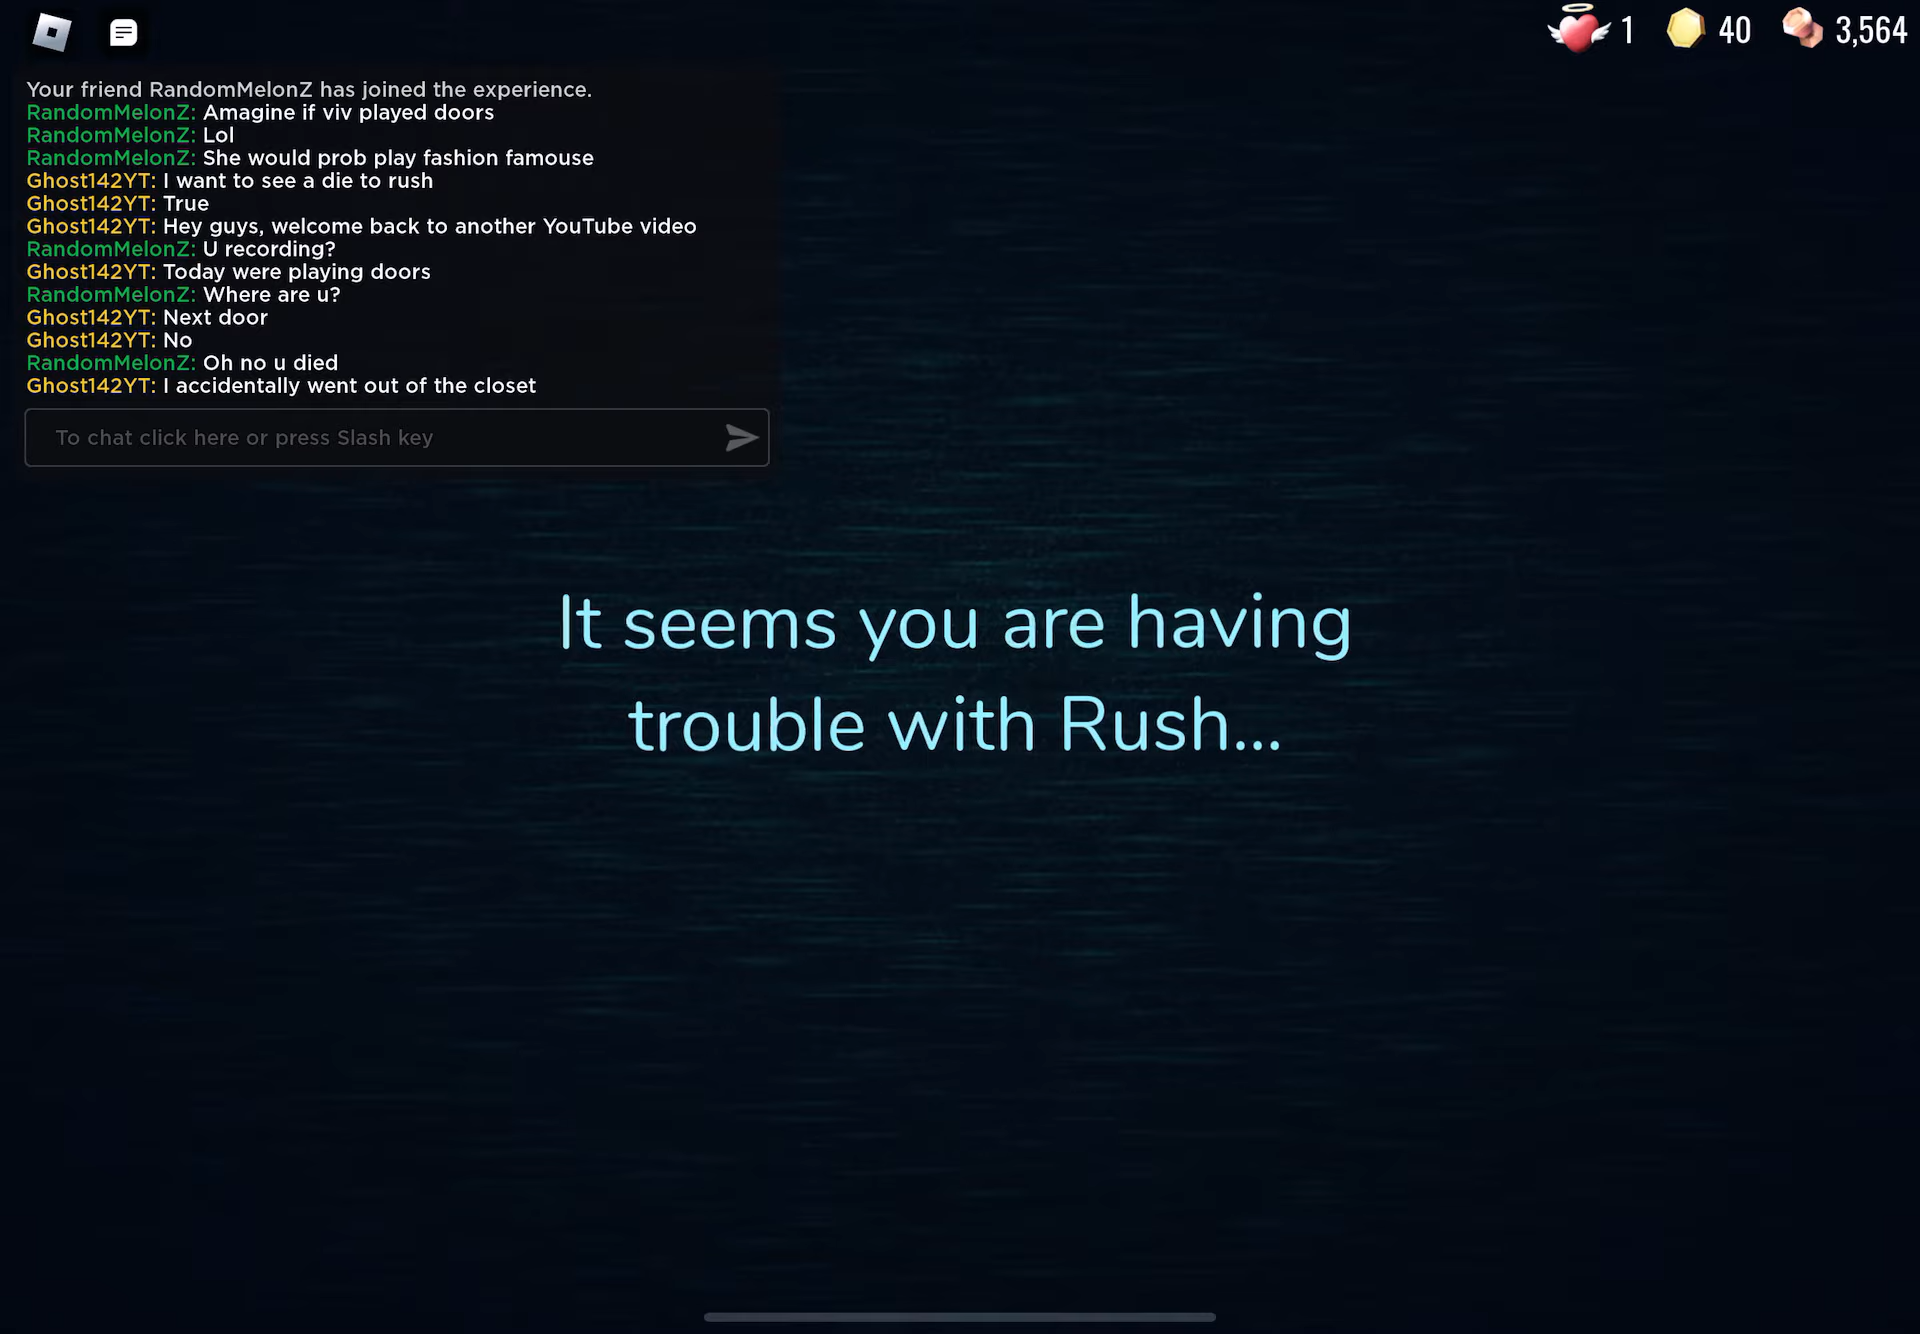 1 40 3,564
Your friend RandomMelonZ has joined the experience.
RandomMelonZ: Amagine if viv played doors
RandomMelonZ: Lol
RandomMelonZ: She would prob play fashion famouse
Ghost142YT: I want to see a die to rush
Ghost142YT: True
Ghost142YT: Hey guys, welcome back to another YouTube video
RandomMelonZ: U recording?
Ghost142YT: Today were playing doors
RandomMelonZ: Where are u?
Ghost142YT: Next door
Ghost142YT: No
RandomMelonZ: Oh no u died
Ghost142YT: I accidentally went out of the closet
To chat click here or press Slash key
It seems you are having
trouble with Rush...